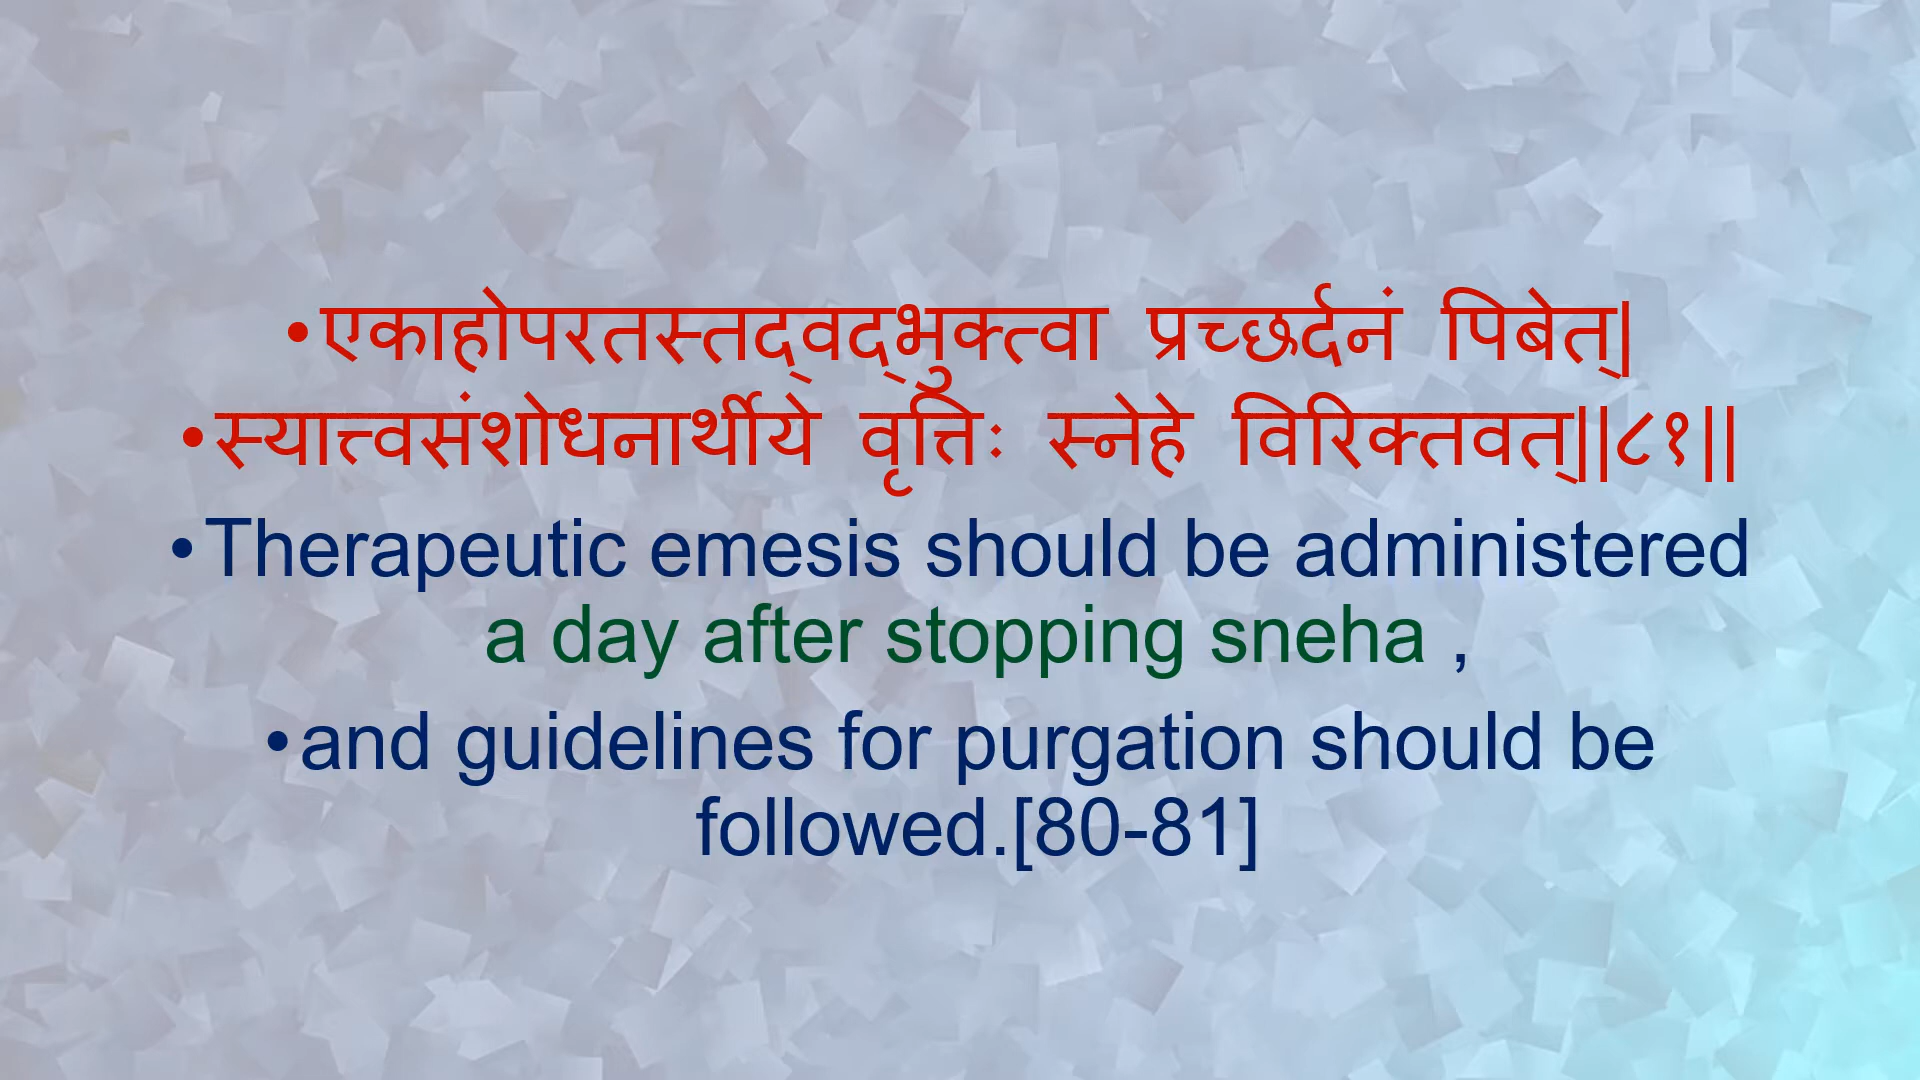 •एकाहोपरतस्तद्वद्भुक्त्वा प्रच्छर्दनं पिबेत्|
•स्यात्त्वसंशोधनार्थीये वृत्तिः स्नेहे विरिक्तवत्||८१||
•Therapeutic emesis should be administered
a day after stopping sneha ,
•and guidelines for purgation should be
followed.[80-81]